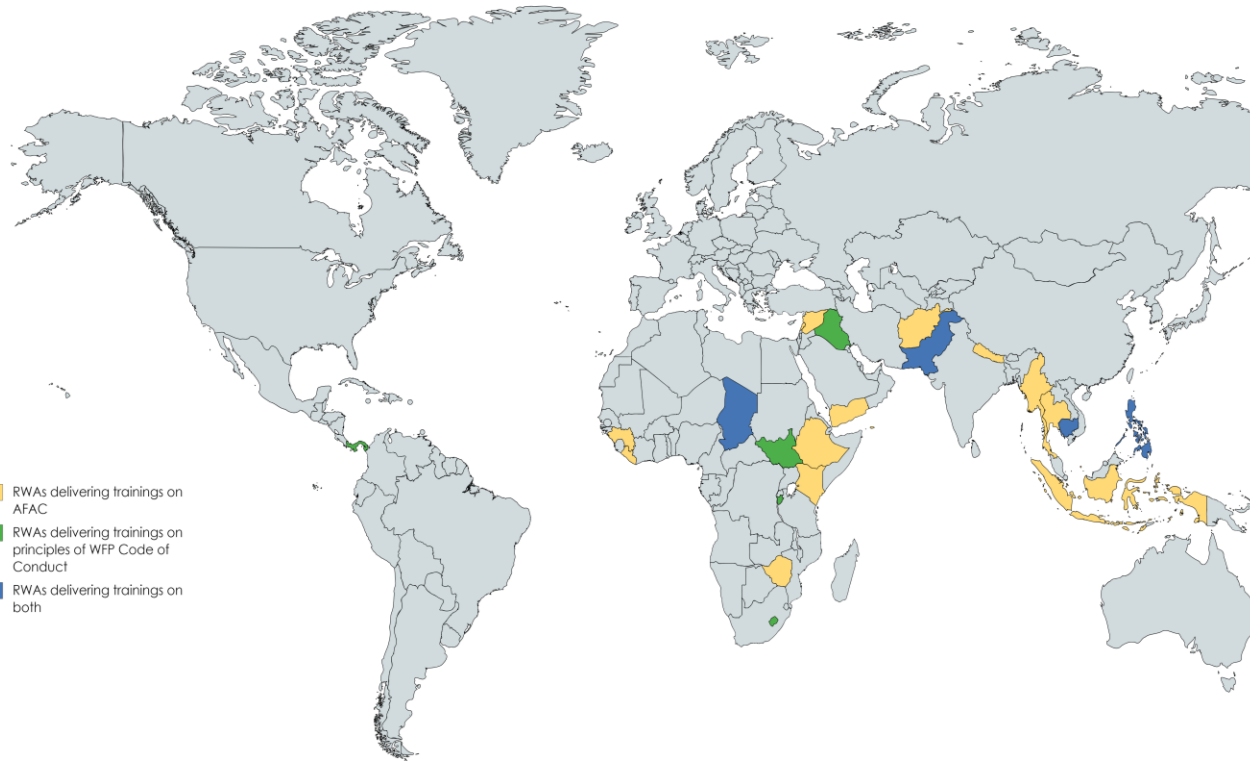 RWAs delivering trainings on
AFAC
RWAs delivering trainings on
principles of WFP Code of
Conduct
RWAs delivering trainings on
both